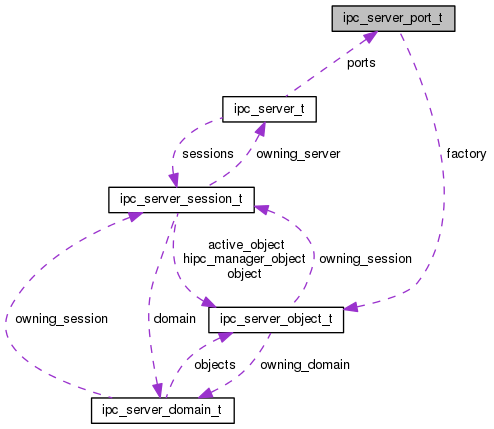 ipc_server_port_t
ports
ipc_server_t
sessions
owning_server
factory
ipc_server_session_t
active_object
hipc_manager_object
object
owning_session
owning_session
domain
ipc_server_object_t
objects
owning_domain
ipc_server_domain_t